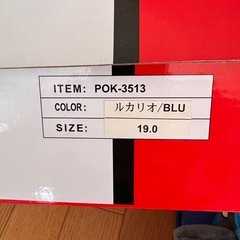 ITEM: POK-3513
COLOR: ルカリオ/BLU
SIZE: 19.0